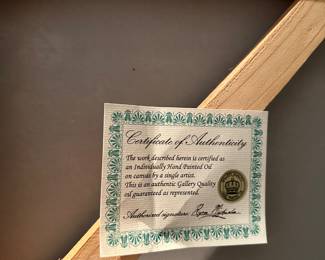 Certificate of Authenticity
The work described herein is certified as
an Individually Hand Painted Oil
on canvas by a single artist.
This is an authentic Gallery Quality
oil guaranteed as represented.
Authorized signature